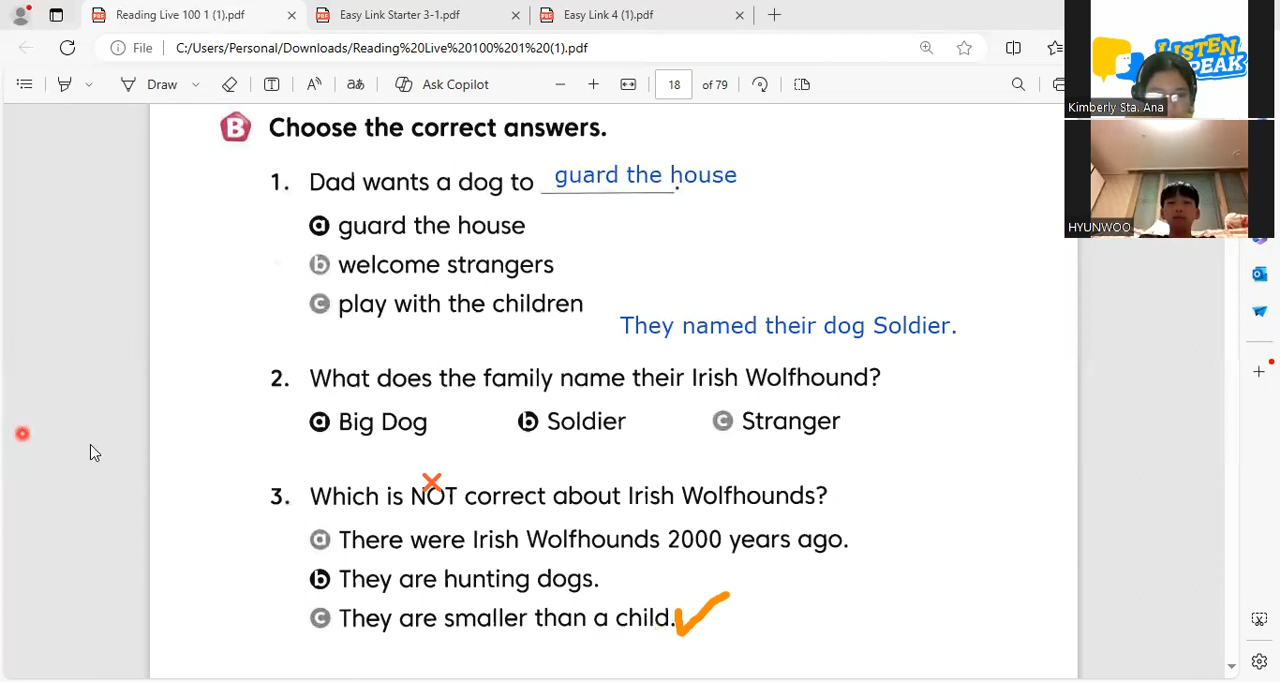 Reading Live 100 1 (1).pdf
Easy Link Starter 3-1.pdf
Easy Link 4 (1).pdf
File
C:/Users/Personal/Downloads/Reading%20Live%20100%201%20(1).pdf
Draw
aあ
Ask Copilot
18
of 79
LISTEN
PEAK
Kimberly Sta. Ana
HYUNWOO
B Choose the correct answers.
1. Dad wants a dog to guard the house.
a guard the house
b welcome strangers
c play with the children
They named their dog Soldier.
2. What does the family name their Irish Wolfhound?
a Big Dog b Soldier c Stranger
3. Which is NOT correct about Irish Wolfhounds?
a There were Irish Wolfhounds 2000 years ago.
b They are hunting dogs.
c They are smaller than a child.